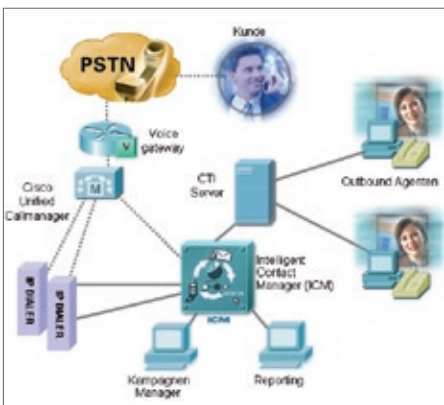 Kunde
PSTN
Voice
gateway
V
Cisco
Unified
Callmanager
M
CTI
Server
Outbound Agenten
Intelligent
Contact
Manager (ICM)
ICM
IP DIALER
IP DIALER
Kampagnen
Manager
Reporting